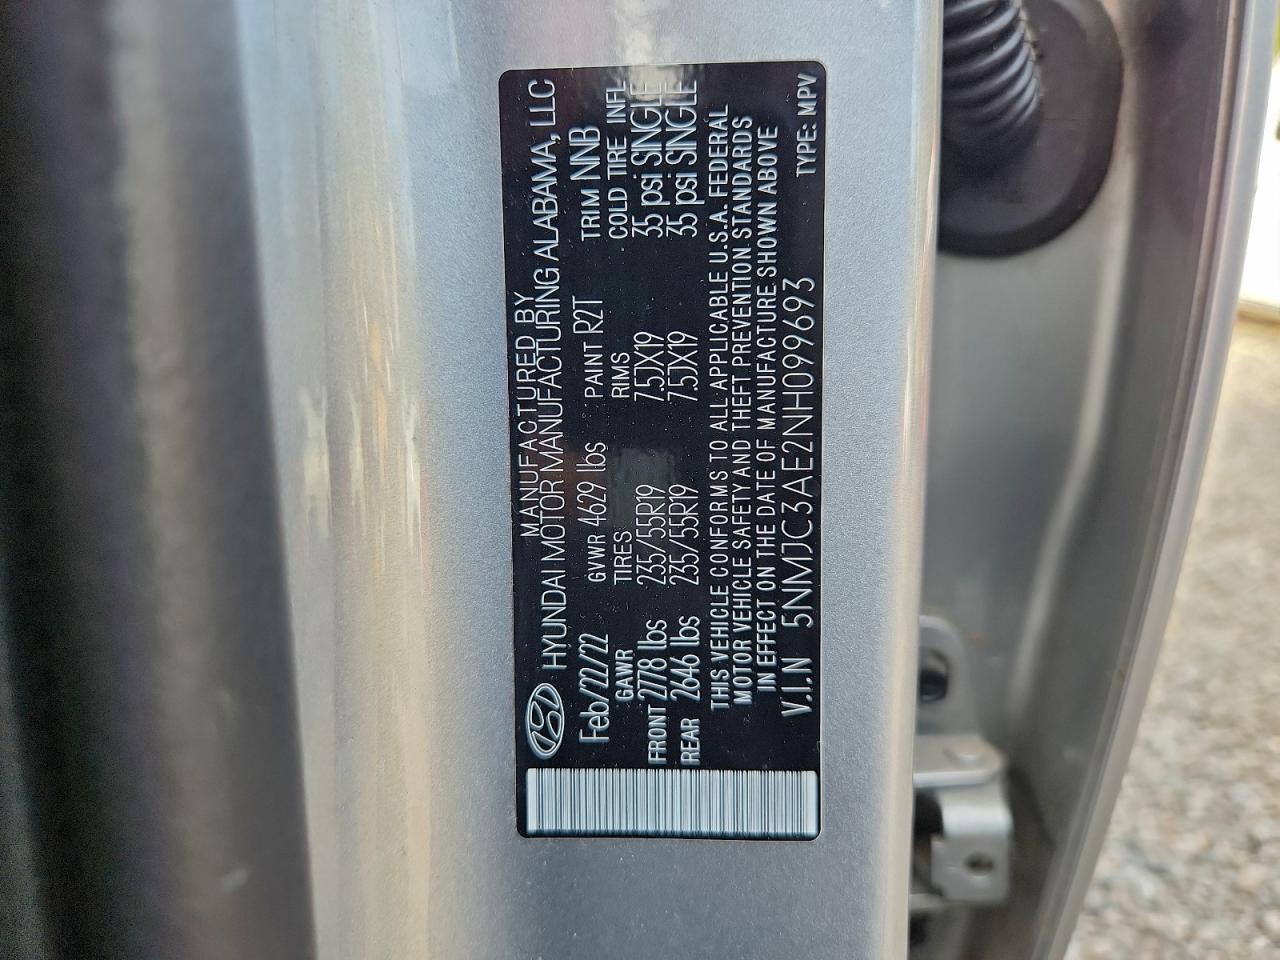 MANUFACTURED BY
HYUNDAI MOTOR MANUFACTURING ALABAMA, LLC
Feb/22/22 GVWR 4629 lbs PAINT R2T TRIM NNB
GAWR TIRES RIMS COLD TIRE INFL
FRONT 2778 lbs 235/55R19 7.5JX19 35 psi SINGLE
REAR 2646 lbs 235/55R19 7.5JX19 35 psi SINGLE
THIS VEHICLE CONFORMS TO ALL APPLICABLE U.S.A. FEDERAL
MOTOR VEHICLE SAFETY AND THEFT PREVENTION STANDARDS
IN EFFECT ON THE DATE OF MANUFACTURE SHOWN ABOVE
V.I.N 5NMJC3AE2NH099693 TYPE: MPV